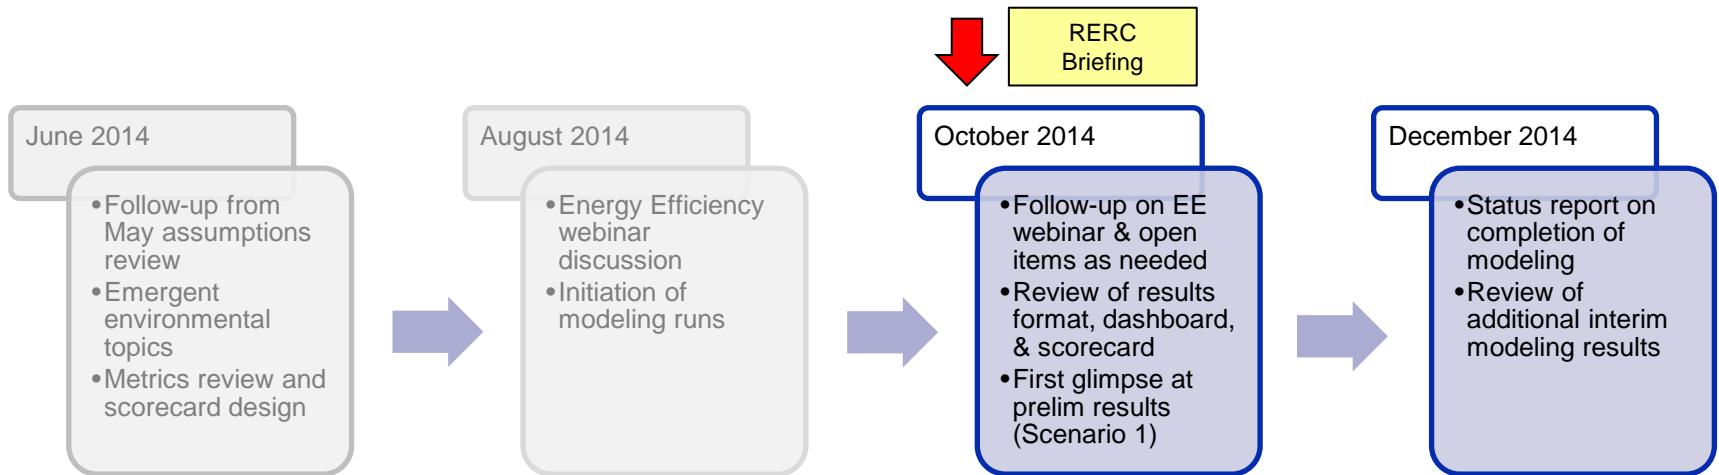 RERC
Briefing
June 2014
•Follow-up from
May assumptions
review
•Emergent
environmental
topics
•Metrics review and
scorecard design
August 2014
•Energy Efficiency
webinar
discussion
•Initiation of
modeling runs
October 2014
•Follow-up on EE
webinar & open
items as needed
•Review of results
format, dashboard,
& scorecard
•First glimpse at
prelim results
(Scenario 1)
December 2014
•Status report on
completion of
modeling
•Review of
additional interim
modeling results